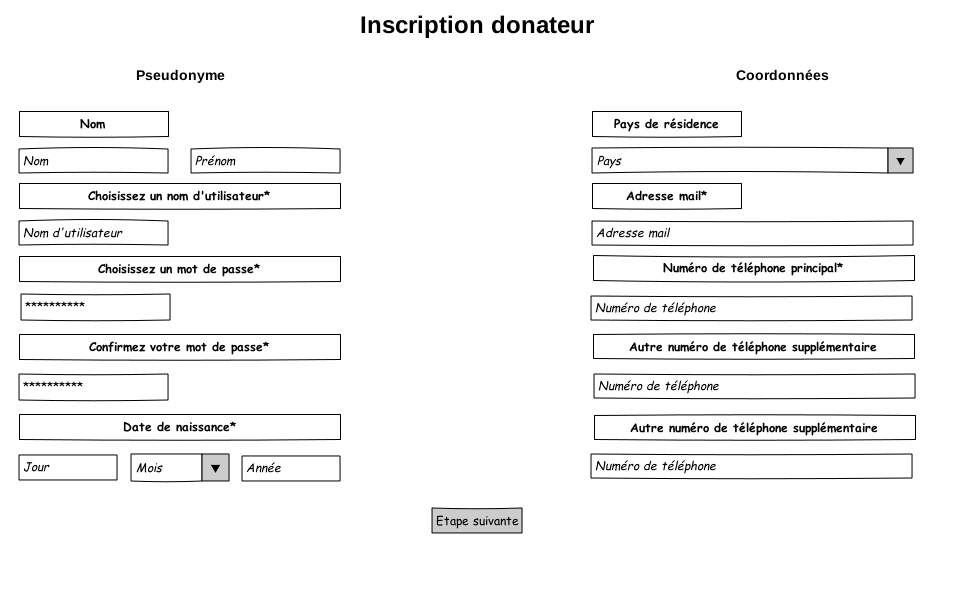 Inscription donateur
Pseudonyme
Nom
Nom
Prénom
Choisissez un nom d'utilisateur*
Nom d'utilisateur
Choisissez un mot de passe*
**********
Confirmez votre mot de passe*
**********
Date de naissance*
Jour
Mois ▼
Année
Coordonnées
Pays de résidence
Pays ▼
Adresse mail*
Adresse mail
Numéro de téléphone principal*
Numéro de téléphone
Autre numéro de téléphone supplémentaire
Numéro de téléphone
Autre numéro de téléphone supplémentaire
Numéro de téléphone
Etape suivante